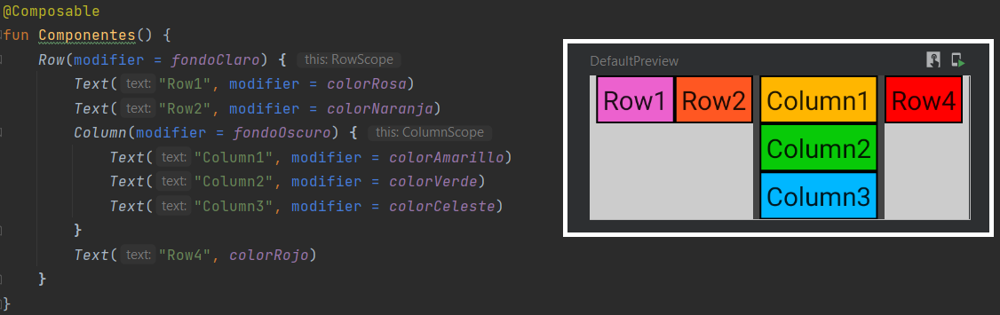 @Composable
fun Componentes() {
Row(modifier = fondoClaro) { this: RowScope
Text( text: "Row1", modifier = colorRosa)
Text( text: "Row2", modifier = colorNaranja)
Column(modifier = fondoOscuro) { this: ColumnScope
Text( text: "Column1", modifier = colorAmarillo)
Text( text: "Column2", modifier = colorVerde)
Text( text: "Column3", modifier = colorCeleste)
}
Text( text: "Row4", colorRojo)
}
}
DefaultPreview
Row1 Row2 Column1 Row4
Column2
Column3